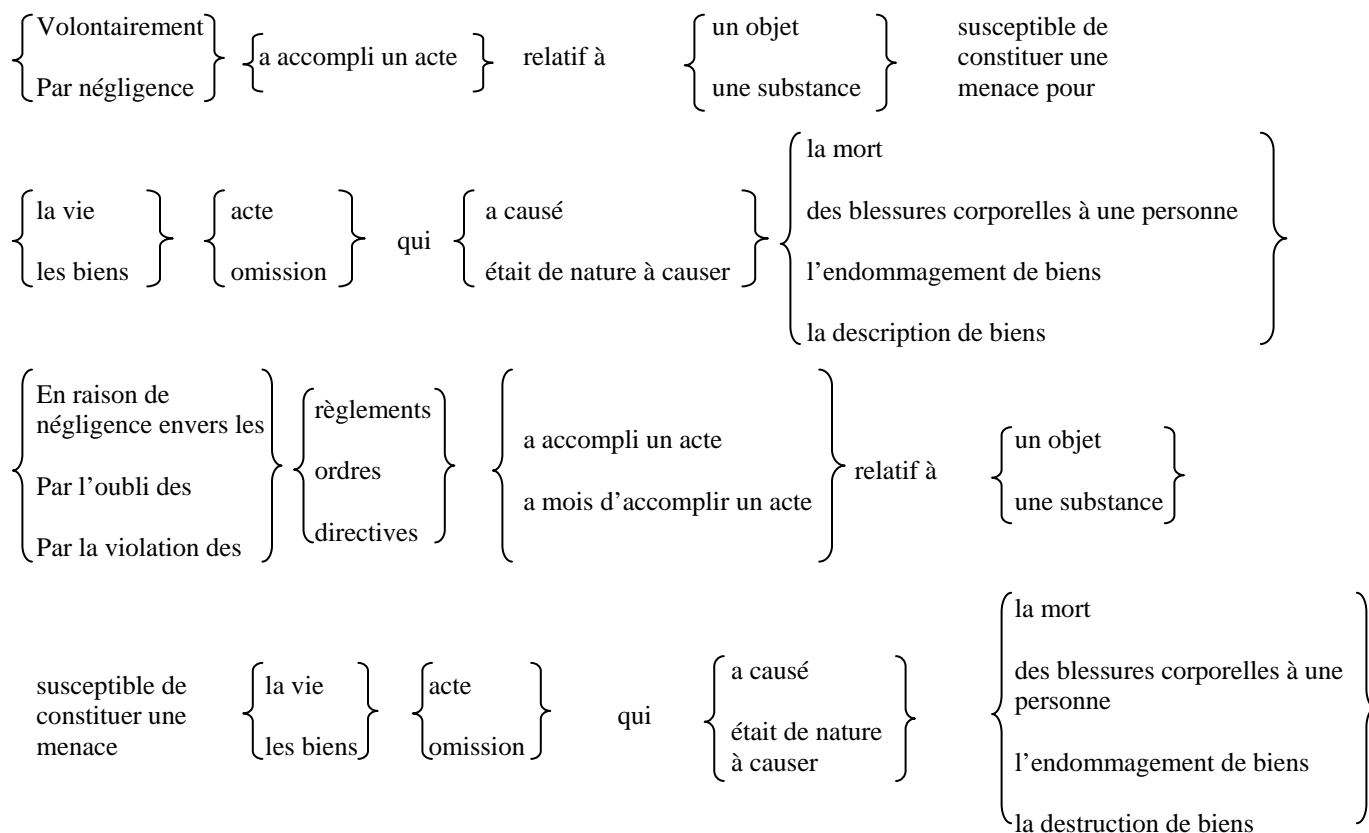 Volontairement
Par négligence
a accompli un acte
relatif à
un objet
une substance
susceptible de
constituer une
menace pour
la vie
les biens
acte
omission
qui
a causé
était de nature à causer
la mort
des blessures corporelles à une personne
l’endommagement de biens
la description de biens
En raison de
négligence envers les
Par l’oubli des
Par la violation des
règlements
ordres
directives
a accompli un acte
a mois d’accomplir un acte
relatif à
un objet
une substance
susceptible de
constituer une
menace
la vie
les biens
acte
omission
qui
a causé
était de nature
à causer
la mort
des blessures corporelles à une
personne
l’endommagement de biens
la destruction de biens